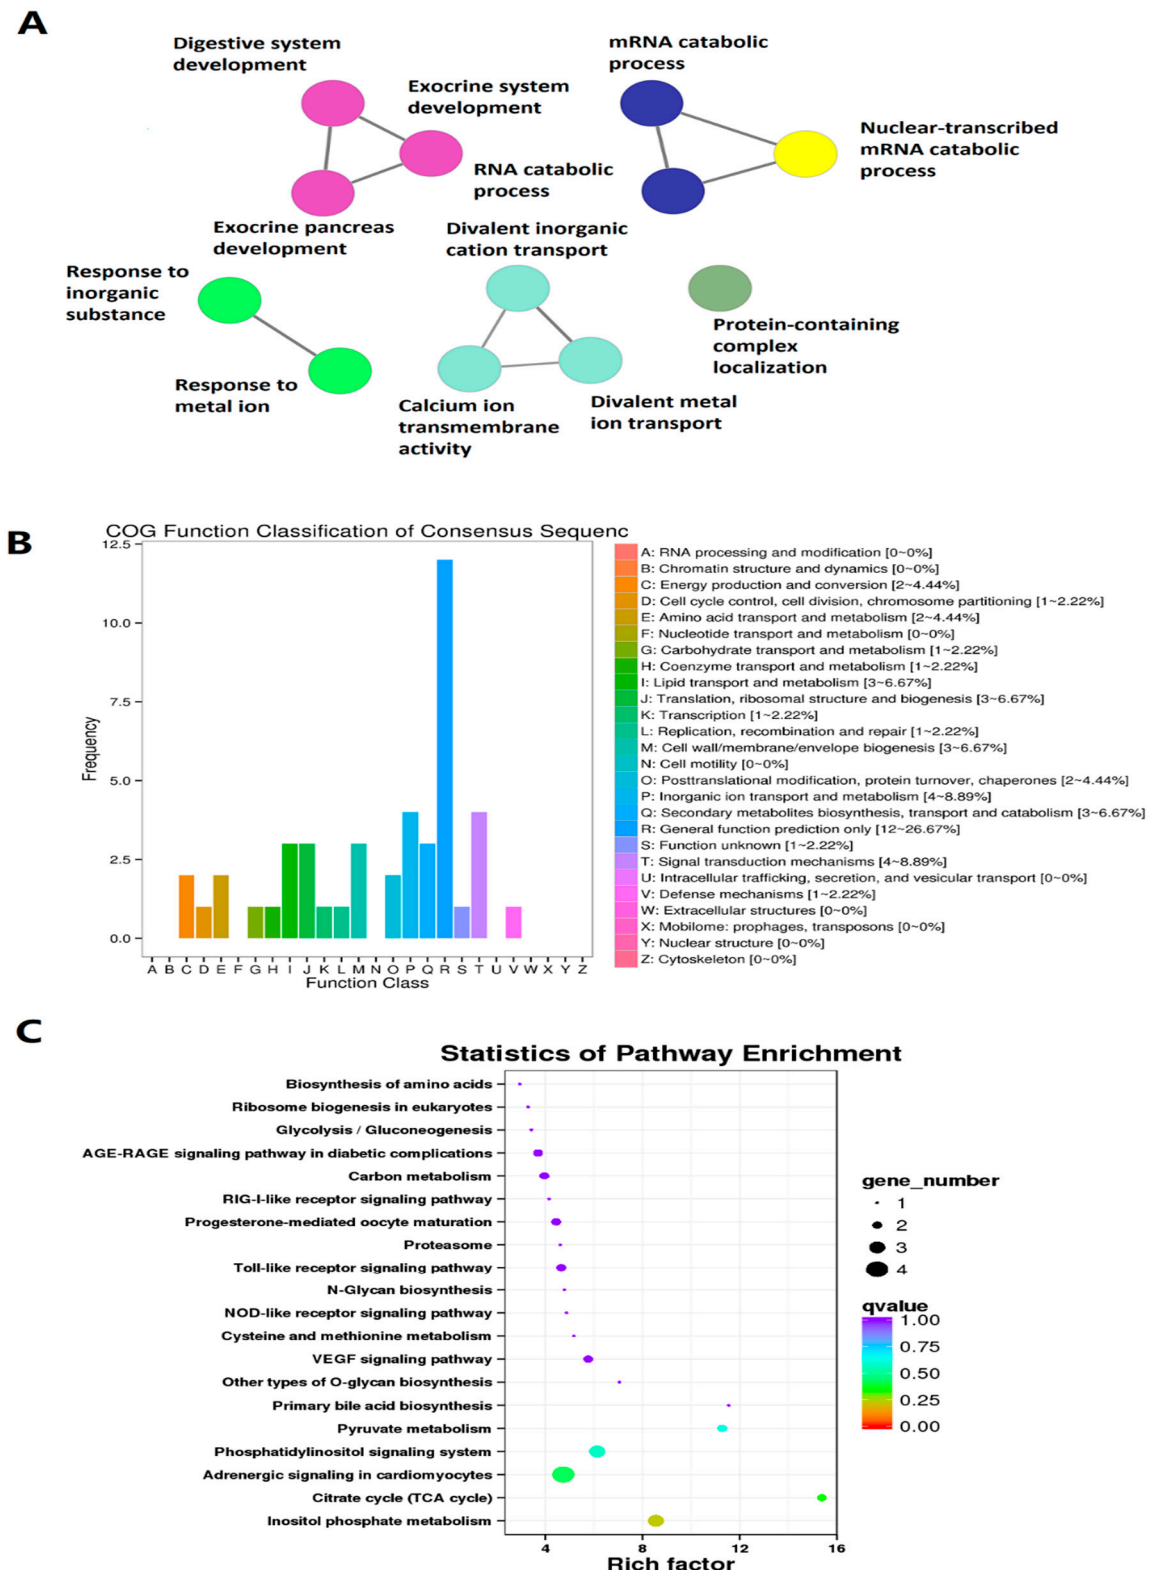 A
Digestive system
development
Exocrine system
development
mRNA catabolic
process
Nuclear-transcribed
mRNA catabolic
process
RNA catabolic
process
Exocrine pancreas
development
Divalent inorganic
cation transport
Response to
inorganic
substance
Protein-containing
complex
localization
Response to
metal ion
Calcium ion
transmembrane
activity
Divalent metal
ion transport
B
COG Function Classification of Consensus Sequenc
12.5
10.0
7.5
5.0
2.5
0.0
Frequency
A B C D E F G H I J K L M N O P Q R S T U V W X Y Z
Function Class
A: RNA processing and modification [0~0%]
B: Chromatin structure and dynamics [0~0%]
C: Energy production and conversion [2~4.44%]
D: Cell cycle control, cell division, chromosome partitioning [1~2.22%]
E: Amino acid transport and metabolism [2~4.44%]
F: Nucleotide transport and metabolism [0~0%]
G: Carbohydrate transport and metabolism [1~2.22%]
H: Coenzyme transport and metabolism [1~2.22%]
I: Lipid transport and metabolism [3~6.67%]
J: Translation, ribosomal structure and biogenesis [3~6.67%]
K: Transcription [1~2.22%]
L: Replication, recombination and repair [1~2.22%]
M: Cell wall/membrane/envelope biogenesis [3~6.67%]
N: Cell motility [0~0%]
O: Posttranslational modification, protein turnover, chaperones [2~4.44%]
P: Inorganic ion transport and metabolism [4~8.89%]
Q: Secondary metabolites biosynthesis, transport and catabolism [3~6.67%]
R: General function prediction only [12~26.67%]
S: Function unknown [1~2.22%]
T: Signal transduction mechanisms [4~8.89%]
U: Intracellular trafficking, secretion, and vesicular transport [0~0%]
V: Defense mechanisms [1~2.22%]
W: Extracellular structures [0~0%]
X: Mobilome: prophages, transposons [0~0%]
Y: Nuclear structure [0~0%]
Z: Cytoskeleton [0~0%]
C
Statistics of Pathway Enrichment
Biosynthesis of amino acids
Ribosome biogenesis in eukaryotes
Glycolysis / Gluconeogenesis
AGE-RAGE signaling pathway in diabetic complications
Carbon metabolism
RIG-I-like receptor signaling pathway
Progesterone-mediated oocyte maturation
Proteasome
Toll-like receptor signaling pathway
N-Glycan biosynthesis
NOD-like receptor signaling pathway
Cysteine and methionine metabolism
VEGF signaling pathway
Other types of O-glycan biosynthesis
Primary bile acid biosynthesis
Pyruvate metabolism
Phosphatidylinositol signaling system
Adrenergic signaling in cardiomyocytes
Citrate cycle (TCA cycle)
Inositol phosphate metabolism
4 8 12 16
Rich factor
gene_number
1
2
3
4
qvalue
1.00
0.75
0.50
0.25
0.00